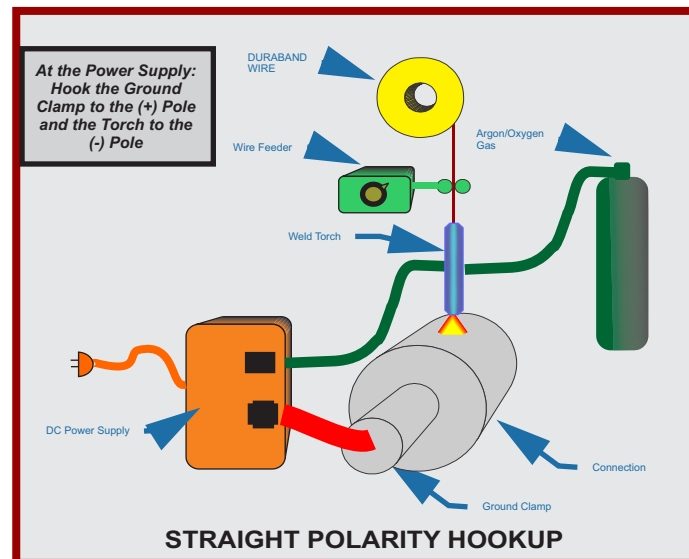 At the Power Supply:
Hook the Ground
Clamp to the (+) Pole
and the Torch to the
(-) Pole
DURABAND
WIRE
Wire Feeder
Argon/Oxygen
Gas
Weld Torch
DC Power Supply
Connection
Ground Clamp
STRAIGHT POLARITY HOOKUP